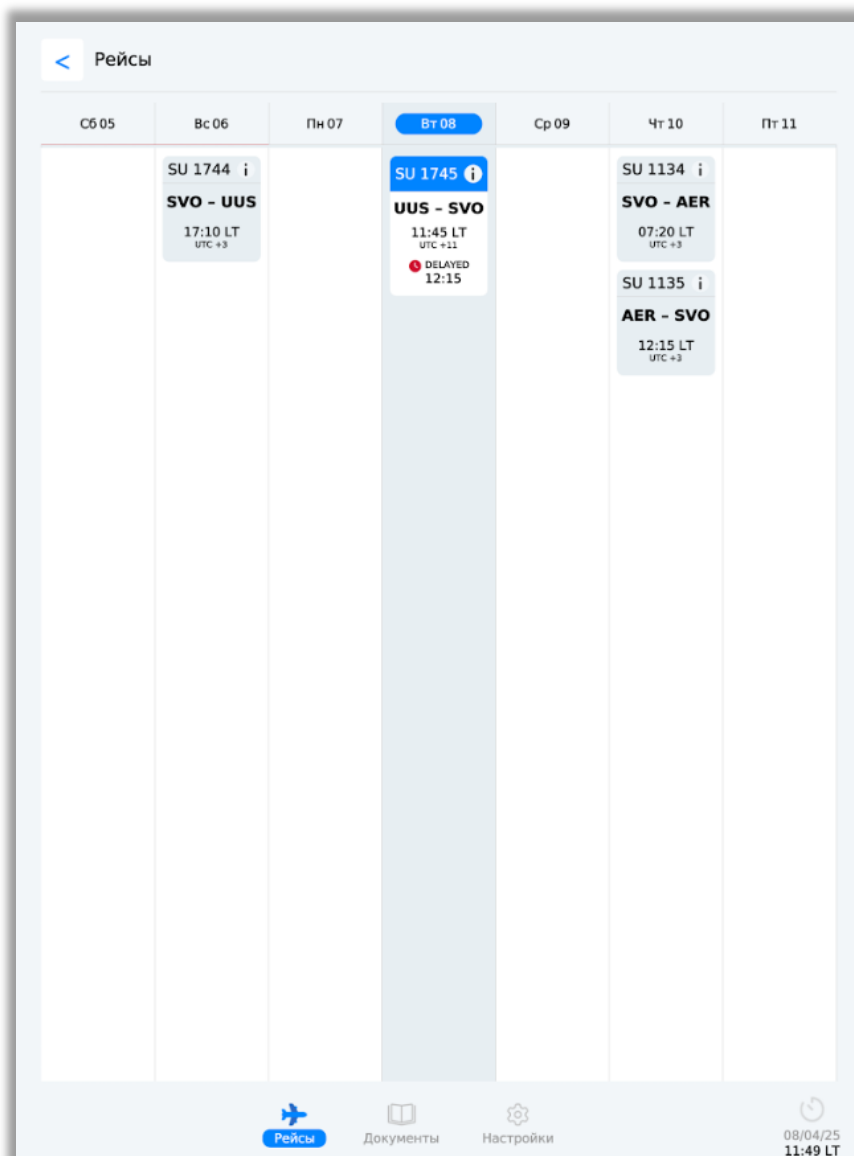 < Рейсы
Сб 05 Вс 06 Пн 07 Вт 08 Ср 09 Чт 10 Пт 11
SU 1744 i
SVO – UUS
17:10 LT
UTC +3
SU 1745 i
UUS – SVO
11:45 LT
UTC +11
DELAYED
12:15
SU 1134 i
SVO – AER
07:20 LT
UTC +3
SU 1135 i
AER – SVO
12:15 LT
UTC +3
Рейсы
Документы
Настройки
08/04/25
11:49 LT